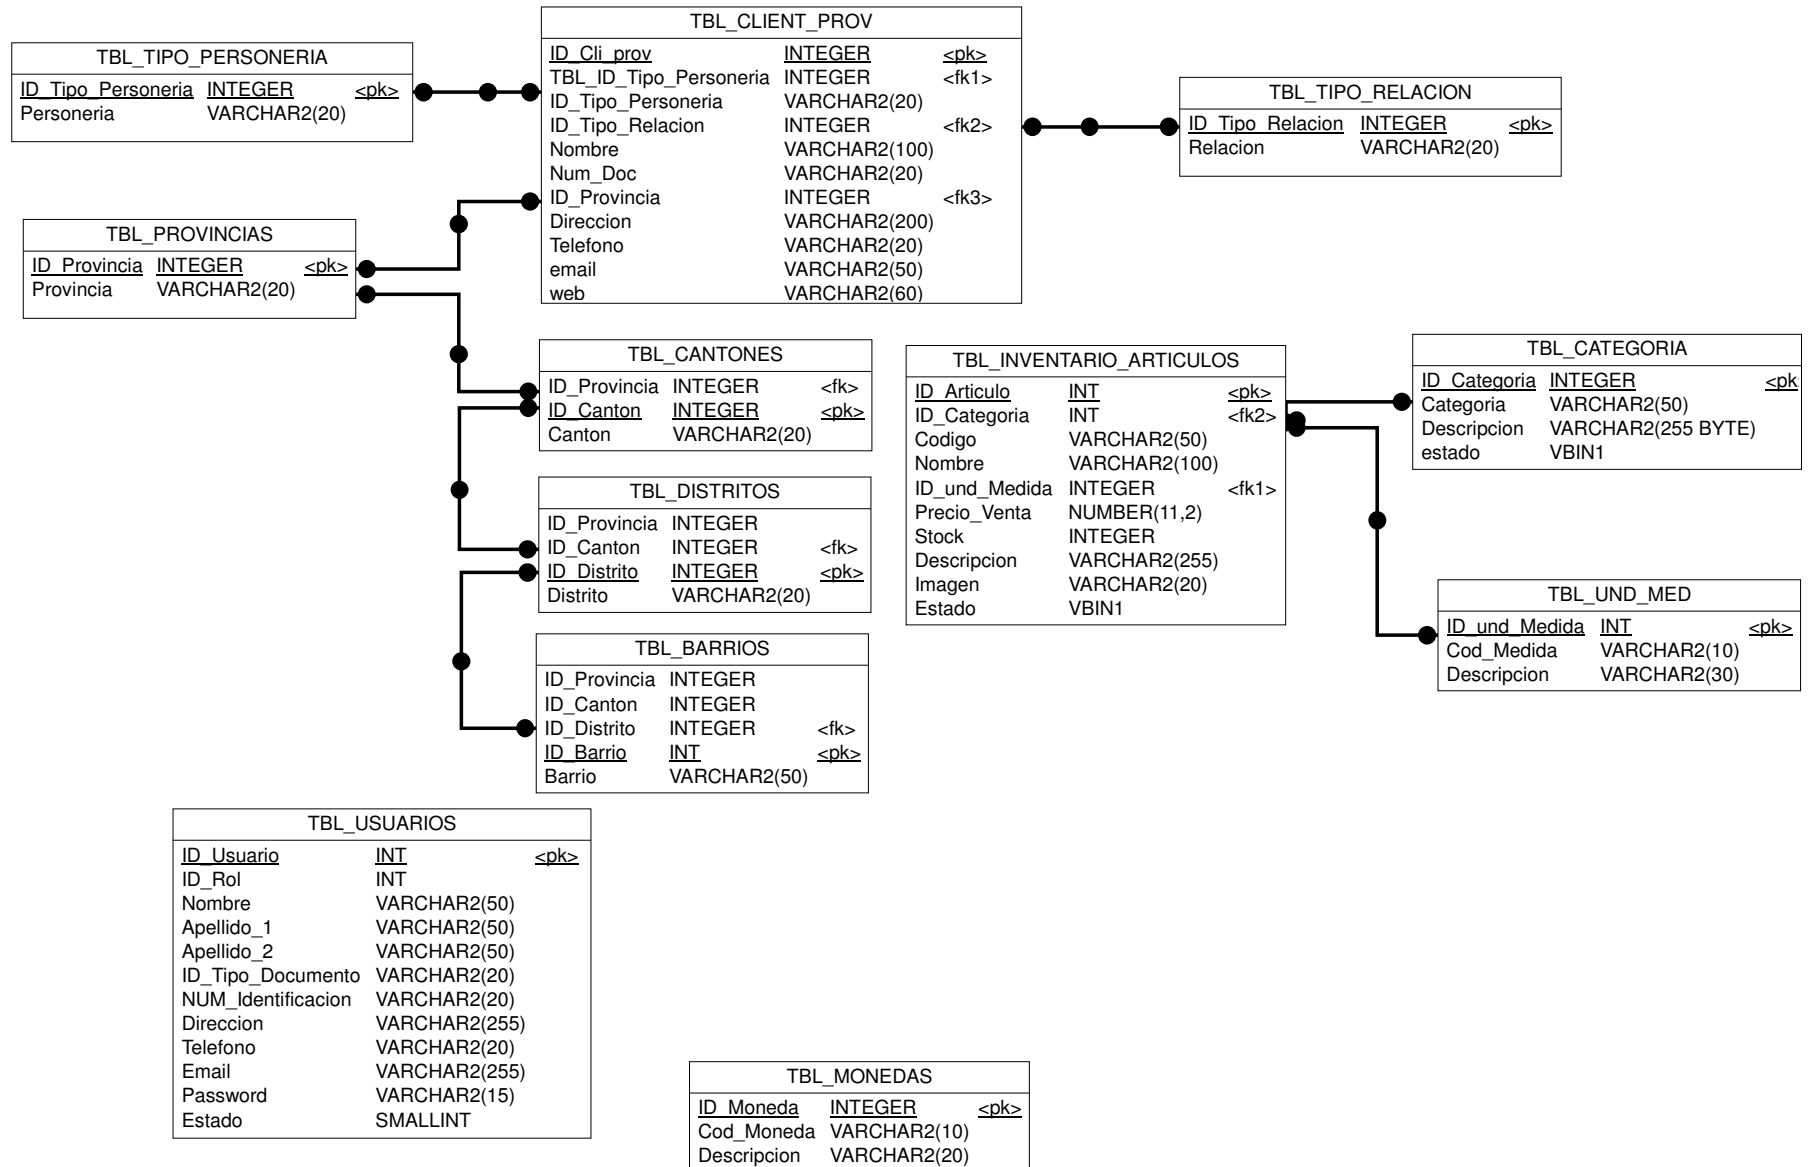 TBL_CLIENT_PROV
ID_Cli_prov INTEGER <pk>
TBL_ID_Tipo_Personeria INTEGER <fk1>
ID_Tipo_Personeria VARCHAR2(20)
ID_Tipo_Relacion INTEGER <fk2>
Nombre VARCHAR2(100)
Num_Doc VARCHAR2(20)
ID_Provincia INTEGER <fk3>
Direccion VARCHAR2(200)
Telefono VARCHAR2(20)
email VARCHAR2(50)
web VARCHAR2(60)
TBL_TIPO_PERSONERIA
ID_Tipo_Personeria INTEGER <pk>
Personeria VARCHAR2(20)
TBL_TIPO_RELACION
ID_Tipo_Relacion INTEGER <pk>
Relacion VARCHAR2(20)
TBL_PROVINCIAS
ID_Provincia INTEGER <pk>
Provincia VARCHAR2(20)
TBL_CANTONES
ID_Provincia INTEGER <fk>
ID_Canton INTEGER <pk>
Canton VARCHAR2(20)
TBL_INVENTARIO_ARTICULOS
ID_Articulo INT <pk>
ID_Categoria INT <fk2>
Codigo VARCHAR2(50)
Nombre VARCHAR2(100)
ID_und_Medida INTEGER <fk1>
Precio_Venta NUMBER(11,2)
Stock INTEGER
Descripcion VARCHAR2(255)
Imagen VARCHAR2(20)
Estado VBIN1
TBL_CATEGORIA
ID_Categoria INTEGER <pk
Categoria VARCHAR2(50)
Descripcion VARCHAR2(255 BYTE)
estado VBIN1
TBL_DISTRITOS
ID_Provincia INTEGER
ID_Canton INTEGER <fk>
ID_Distrito INTEGER <pk>
Distrito VARCHAR2(20)
TBL_UND_MED
ID_und_Medida INT <pk>
Cod_Medida VARCHAR2(10)
Descripcion VARCHAR2(30)
TBL_BARRIOS
ID_Provincia INTEGER
ID_Canton INTEGER
ID_Distrito INTEGER <fk>
ID_Barrio INT <pk>
Barrio VARCHAR2(50)
TBL_USUARIOS
ID_Usuario INT <pk>
ID_Rol INT
Nombre VARCHAR2(50)
Apellido_1 VARCHAR2(50)
Apellido_2 VARCHAR2(50)
ID_Tipo_Documento VARCHAR2(20)
NUM_Identificacion VARCHAR2(20)
Direccion VARCHAR2(255)
Telefono VARCHAR2(20)
Email VARCHAR2(255)
Password VARCHAR2(15)
Estado SMALLINT
TBL_MONEDAS
ID_Moneda INTEGER <pk>
Cod_Moneda VARCHAR2(10)
Descripcion VARCHAR2(20)